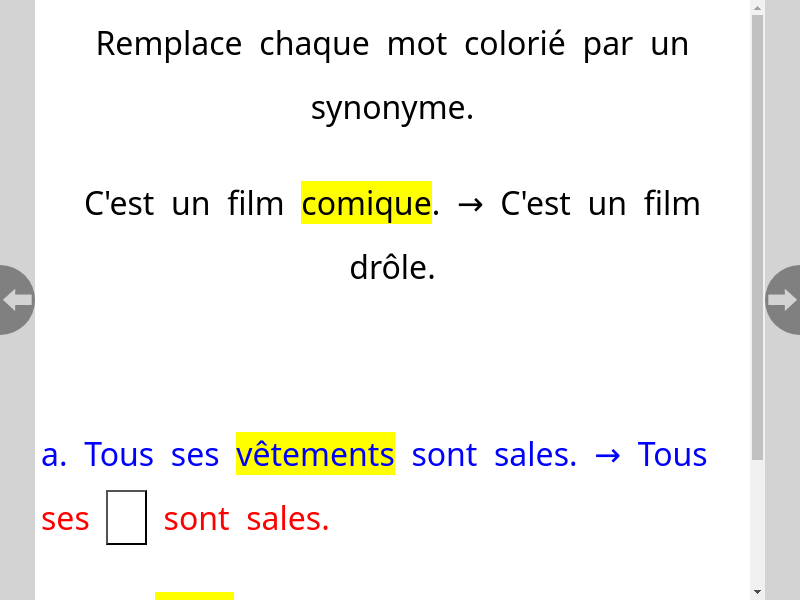 Remplace chaque mot colorié par un
synonyme.
C'est un film comique. → C'est un film
drôle.
a. Tous ses vêtements sont sales. → Tous
ses sont sales.